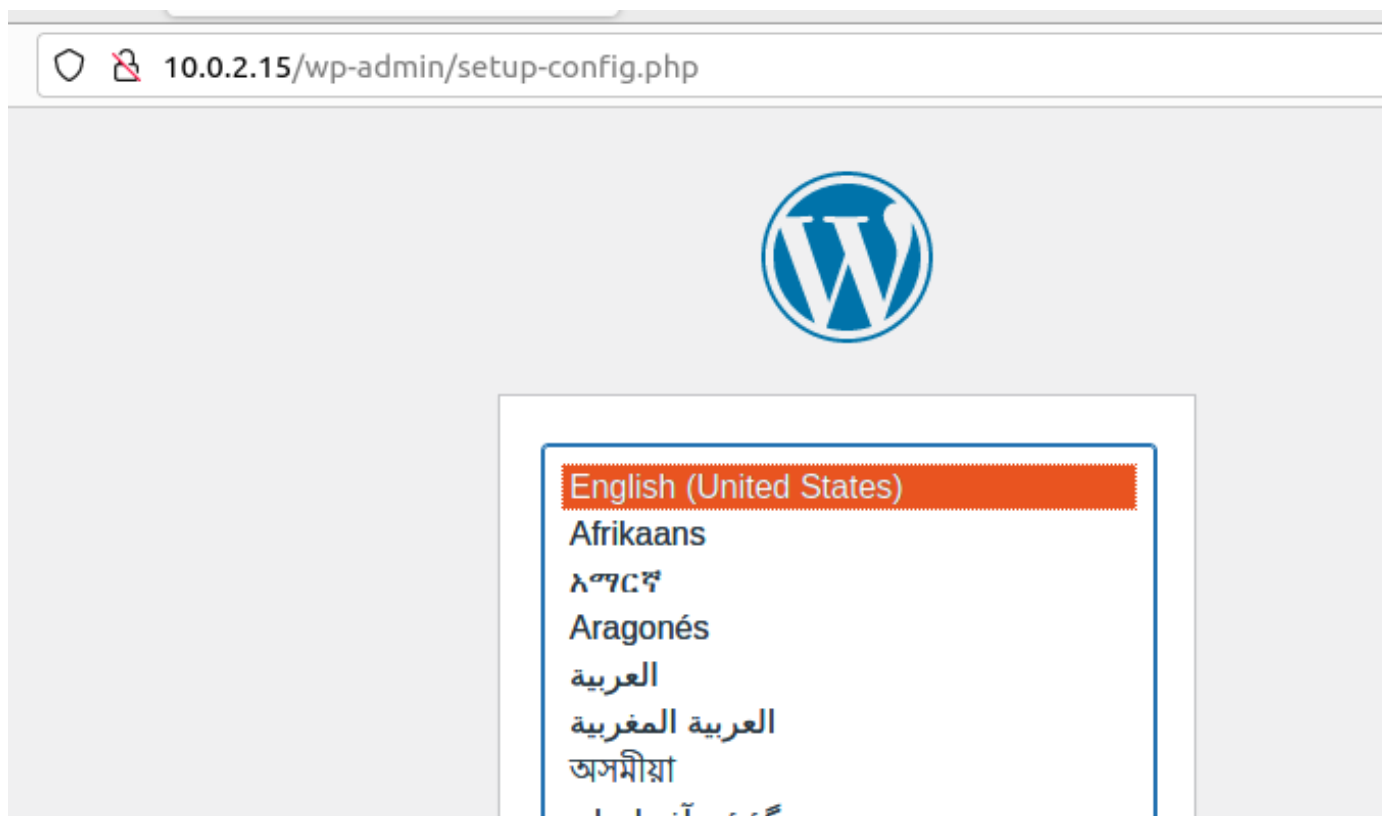 10.0.2.15/wp-admin/setup-config.php
W
English (United States)
Afrikaans
አማርኛ
Aragonés
العربية
العربية المغربية
অসমীয়া